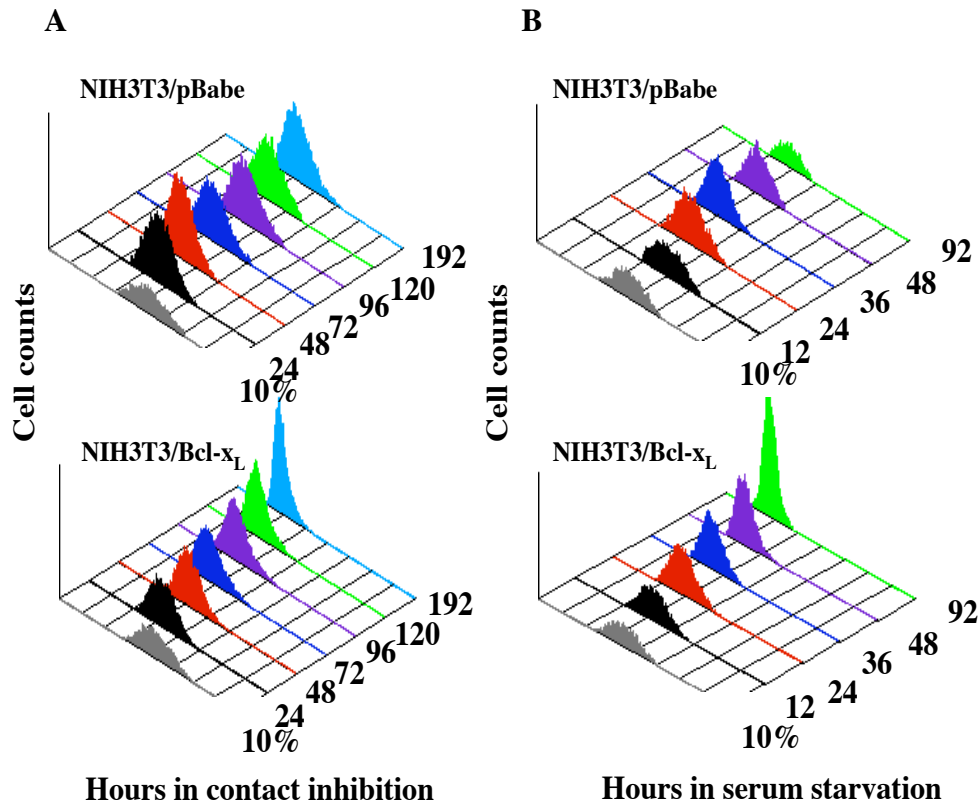 A
B
NIH3T3/pBabe
NIH3T3/pBabe
Cell counts
Cell counts
192
120
96
72
48
24
10%
92
48
36
24
12
10%
NIH3T3/Bcl-xL
NIH3T3/Bcl-xL
192
120
96
72
48
24
10%
92
48
36
24
12
10%
Hours in contact inhibition
Hours in serum starvation